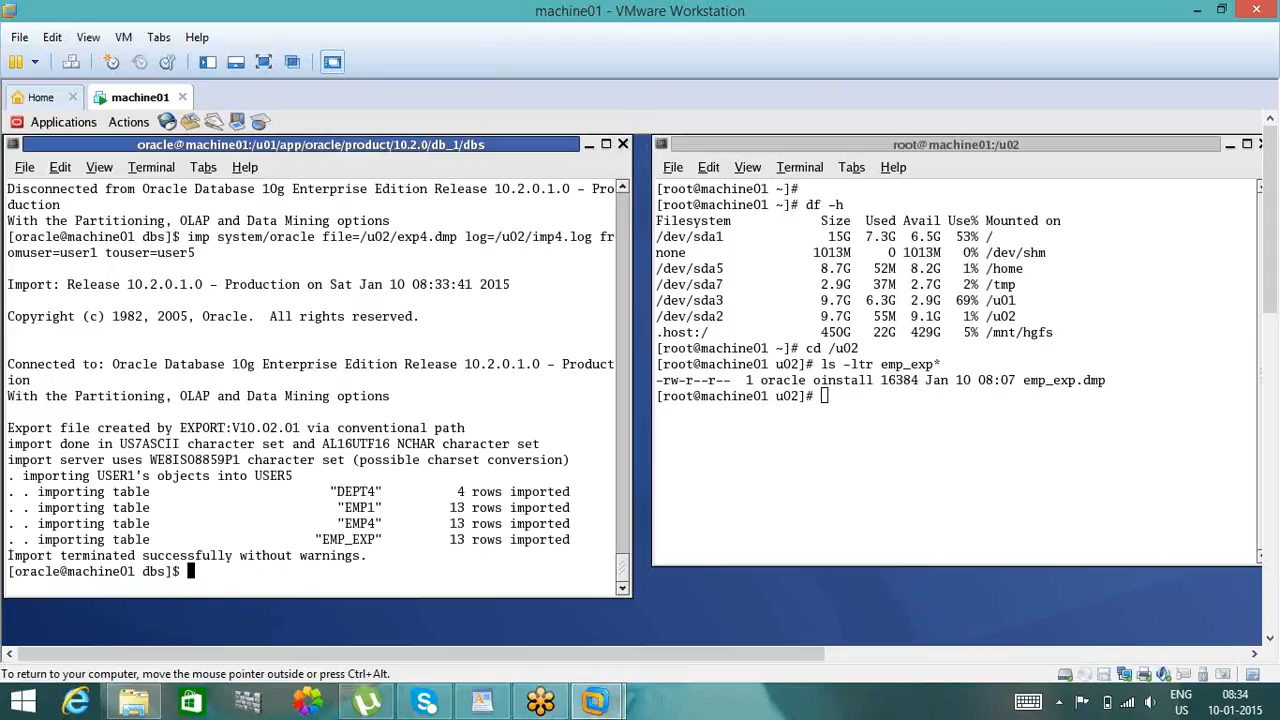 machine01 - VMware Workstation
File Edit View VM Tabs Help
Home machine01
Applications Actions
oracle@machine01:/u01/app/oracle/product/10.2.0/db_1/dbs
File Edit View Terminal Tabs Help
Disconnected from Oracle Database 10g Enterprise Edition Release 10.2.0.1.0 - Pro
duction
With the Partitioning, OLAP and Data Mining options
[oracle@machine01 dbs]$ imp system/oracle file=/u02/exp4.dmp log=/u02/imp4.log fr
omuser=user1 touser=user5
Import: Release 10.2.0.1.0 - Production on Sat Jan 10 08:33:41 2015
Copyright (c) 1982, 2005, Oracle.  All rights reserved.
Connected to: Oracle Database 10g Enterprise Edition Release 10.2.0.1.0 - Product
ion
With the Partitioning, OLAP and Data Mining options
Export file created by EXPORT:V10.02.01 via conventional path
import done in US7ASCII character set and AL16UTF16 NCHAR character set
import server uses WE8ISO8859P1 character set (possible charset conversion)
. importing USER1's objects into USER5
. . importing table "DEPT4" 4 rows imported
. . importing table "EMP1" 13 rows imported
. . importing table "EMP4" 13 rows imported
. . importing table "EMP_EXP" 13 rows imported
Import terminated successfully without warnings.
[oracle@machine01 dbs]$
root@machine01:/u02
File Edit View Terminal Tabs Help
[root@machine01 ~]#
[root@machine01 ~]# df -h
Filesystem Size Used Avail Use% Mounted on
/dev/sda1 15G 7.3G 6.5G 53% /
none 1013M 0 1013M 0% /dev/shm
/dev/sda5 8.7G 52M 8.2G 1% /home
/dev/sda7 2.9G 37M 2.7G 2% /tmp
/dev/sda3 9.7G 6.3G 2.9G 69% /u01
/dev/sda2 9.7G 55M 9.1G 1% /u02
.host:/ 450G 22G 429G 5% /mnt/hgfs
[root@machine01 ~]# cd /u02
[root@machine01 u02]# ls -ltr emp_exp*
-rw-r--r-- 1 oracle oinstall 16384 Jan 10 08:07 emp_exp.dmp
[root@machine01 u02]#
To return to your computer, move the mouse pointer outside or press Ctrl+Alt.
ENG 08:34
US 10-01-2015